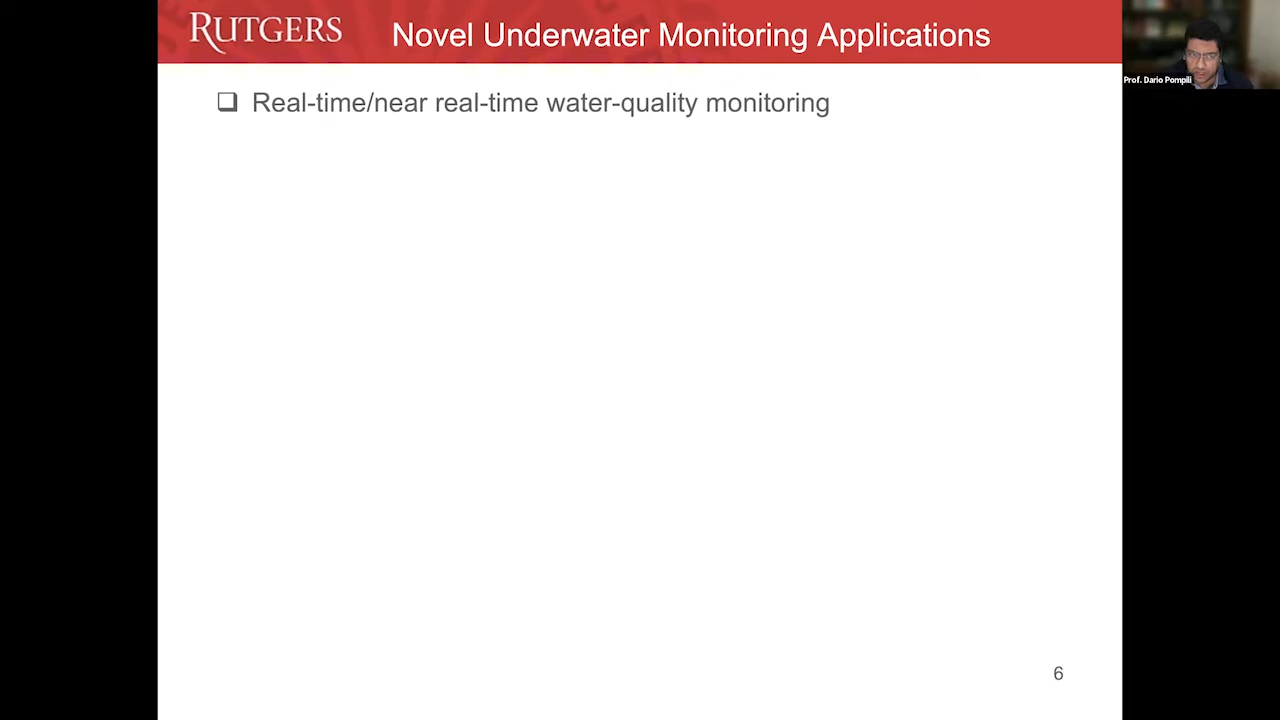 RUTGERS
Novel Underwater Monitoring Applications
Prof. Dario Pompili
❑ Real-time/near real-time water-quality monitoring
6